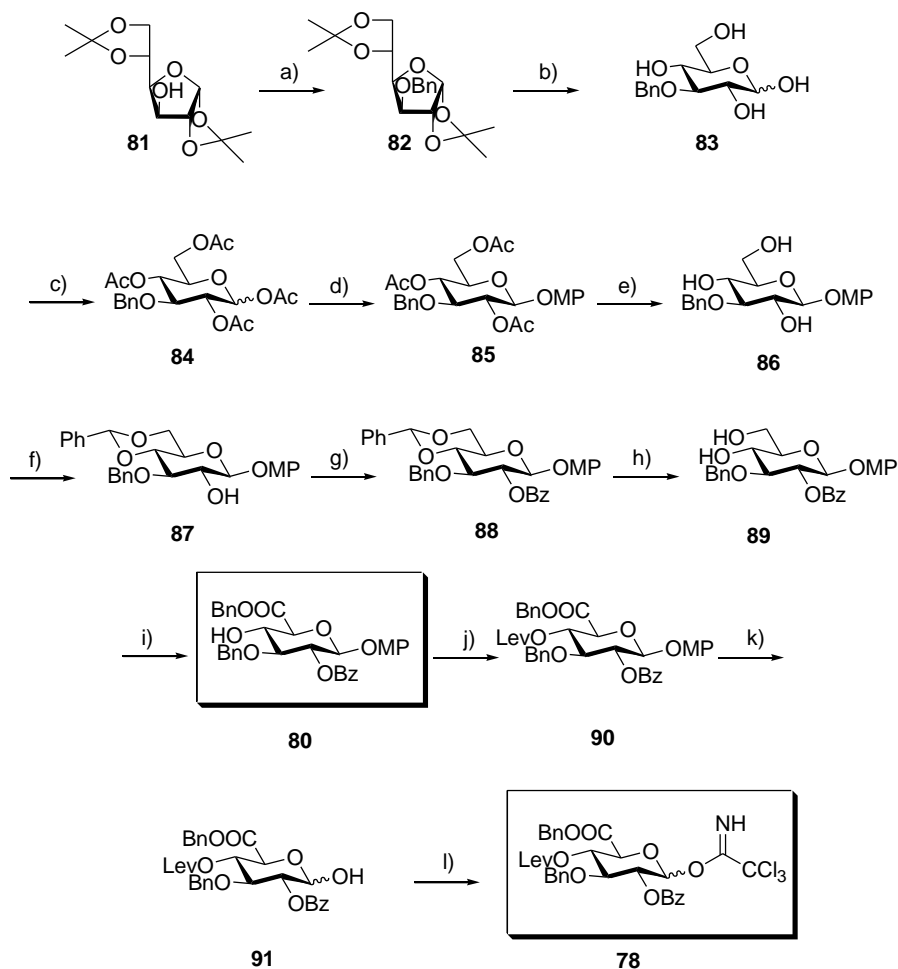 O
O
O
OH
O
O
81
a)
O
O
O
OBn
O
O
82
b)
OH
HO
O
BnO
OH
OH
83
c)
OAc
AcO
O
BnO
OAc
OAc
84
d)
OAc
AcO
O
BnO
OMP
OAc
85
e)
OH
HO
O
BnO
OMP
OH
86
f)
Ph
O
O
O
BnO
OMP
OH
87
g)
Ph
O
O
O
BnO
OMP
OBz
88
h)
HO
HO
O
BnO
OMP
OBz
89
i)
BnOOC
HO
O
BnO
OMP
OBz
80
j)
BnOOC
LevO
O
BnO
OMP
OBz
90
k)
BnOOC
LevO
O
BnO
OH
OBz
91
l)
BnOOC
LevO
O
BnO
OBz
O
NH
CCl3
78